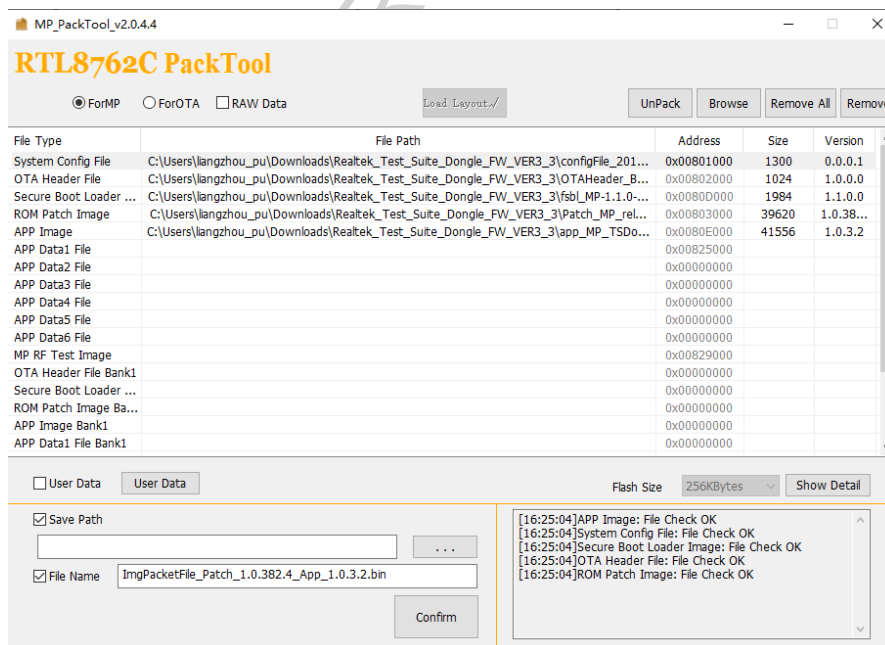 MP_PackTool_v2.0.4.4
RTL8762C PackTool
ForMP ForOTA RAW Data Load Layout√ UnPack Browse Remove All Remove
File Type File Path Address Size Version
System Config File C:\Users\liangzhou_pu\Downloads\Realtek_Test_Suite_Dongle_FW_VER3_3\configFile_201... 0x00801000 1300 0.0.0.1
OTA Header File C:\Users\liangzhou_pu\Downloads\Realtek_Test_Suite_Dongle_FW_VER3_3\OTAHeader_B... 0x00802000 1024 1.0.0.0
Secure Boot Loader ... C:\Users\liangzhou_pu\Downloads\Realtek_Test_Suite_Dongle_FW_VER3_3\fsbl_MP-1.1.0-... 0x0080D000 1984 1.1.0.0
ROM Patch Image C:\Users\liangzhou_pu\Downloads\Realtek_Test_Suite_Dongle_FW_VER3_3\Patch_MP_rel... 0x00803000 39620 1.0.38...
APP Image C:\Users\liangzhou_pu\Downloads\Realtek_Test_Suite_Dongle_FW_VER3_3\app_MP_TSDo... 0x0080E000 41556 1.0.3.2
APP Data1 File 0x00825000
APP Data2 File 0x00000000
APP Data3 File 0x00000000
APP Data4 File 0x00000000
APP Data5 File 0x00000000
APP Data6 File 0x00000000
MP RF Test Image 0x00829000
OTA Header File Bank1 0x00000000
Secure Boot Loader ... 0x00000000
ROM Patch Image Ba... 0x00000000
APP Image Bank1 0x00000000
APP Data1 File Bank1 0x00000000
User Data User Data Flash Size 256KBytes Show Detail
Save Path
...
File Name ImgPacketFile_Patch_1.0.382.4_App_1.0.3.2.bin
Confirm
[16:25:04]APP Image: File Check OK
[16:25:04]System Config File: File Check OK
[16:25:04]Secure Boot Loader Image: File Check OK
[16:25:04]OTA Header File: File Check OK
[16:25:04]ROM Patch Image: File Check OK